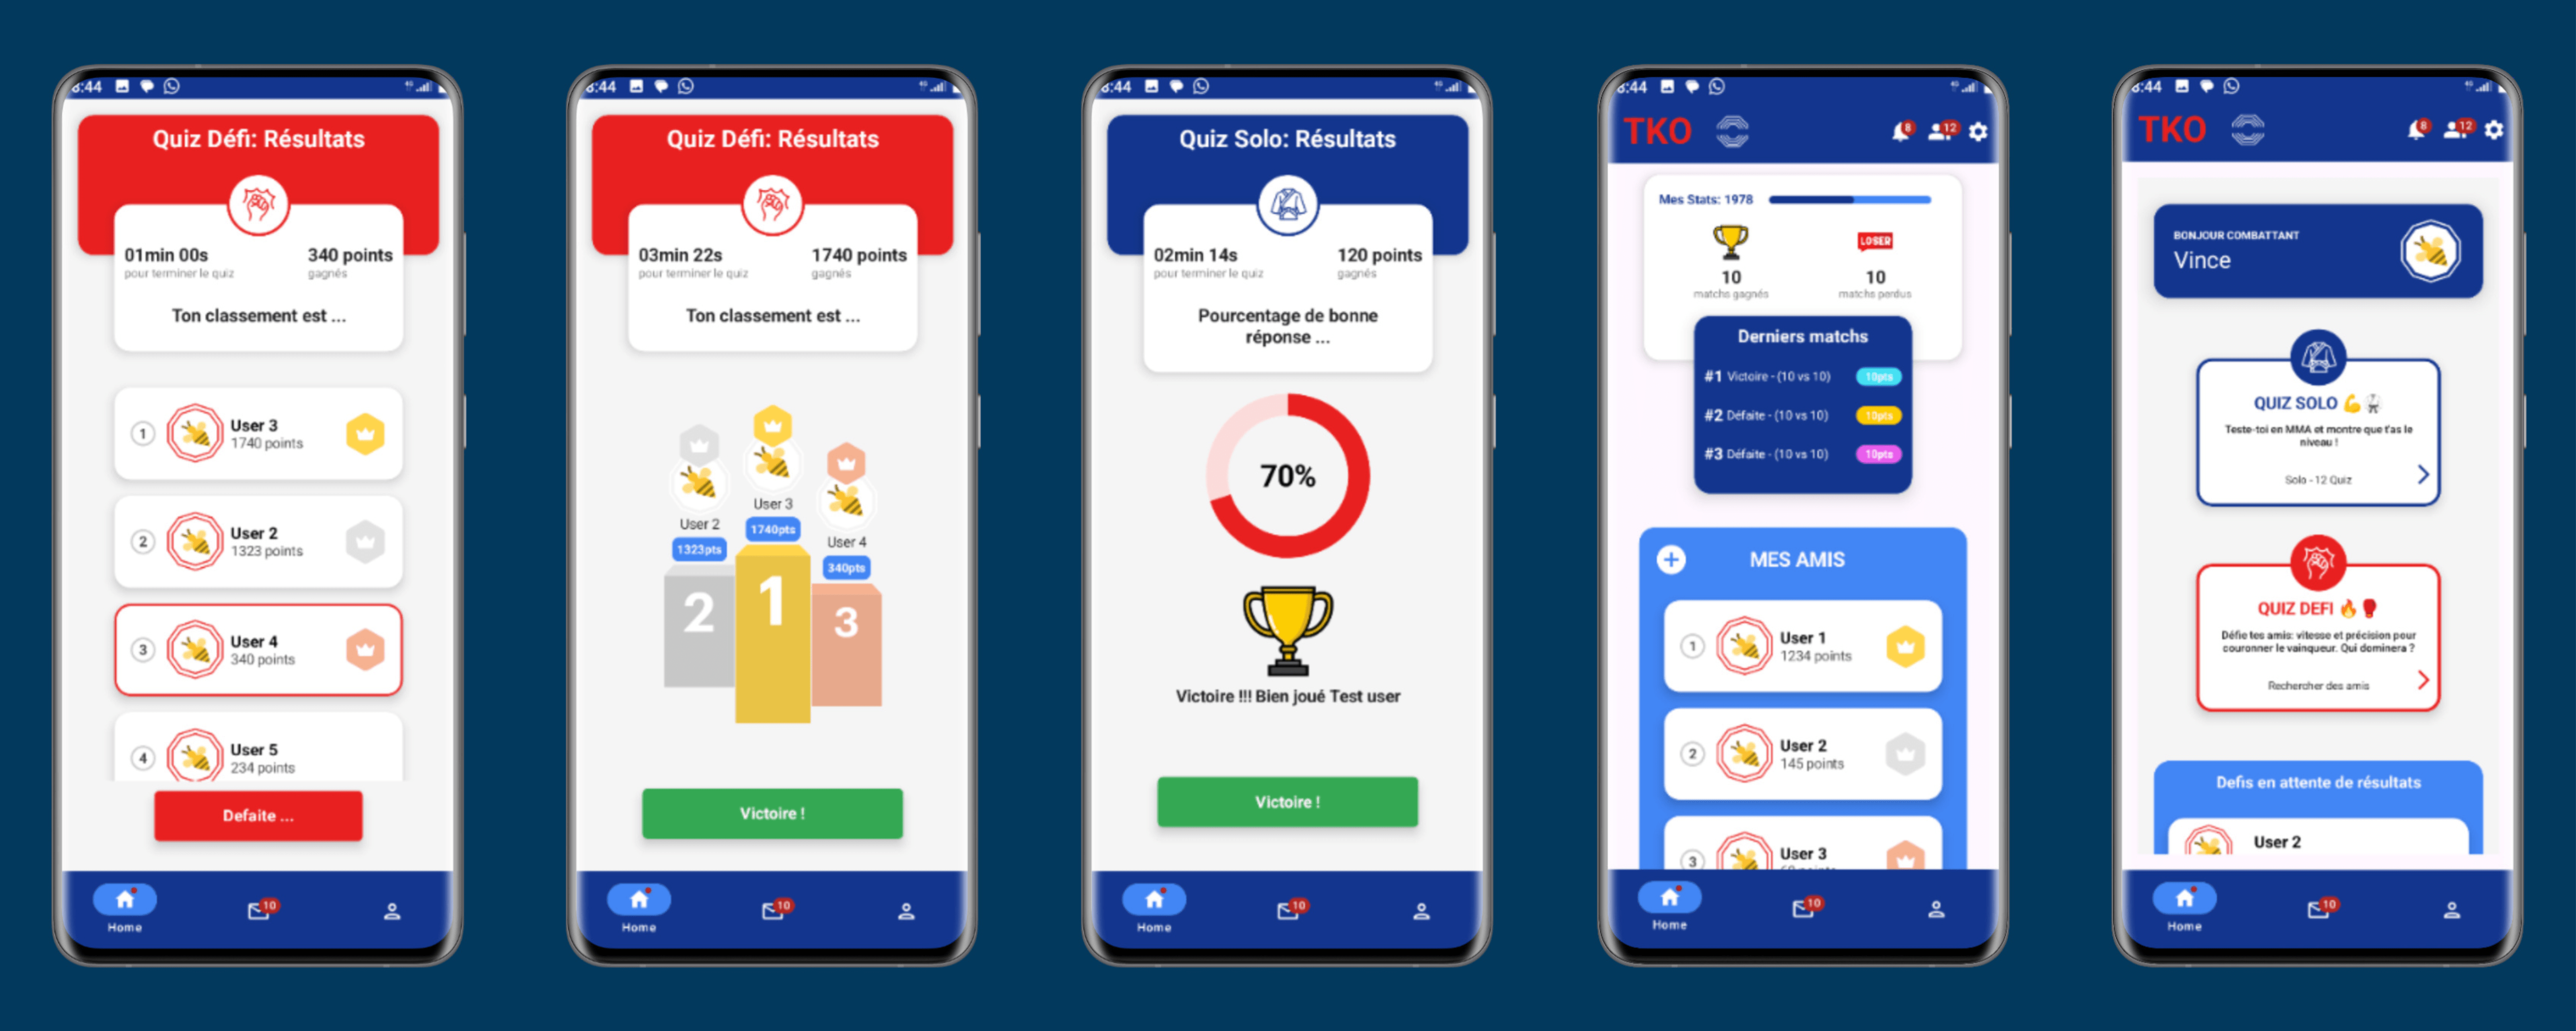 8:44
Quiz Défi: Résultats
01min 00s
340 points
pour terminer le quiz
gagnés
Ton classement est ...
1
User 3
1740 points
2
User 2
1323 points
3
User 4
340 points
4
User 5
234 points
Defaite ...
10
Home
8:44
Quiz Défi: Résultats
03min 22s
1740 points
pour terminer le quiz
gagnés
Ton classement est ...
User 3
1740pts
User 2
1323pts
User 4
340pts
1
2
3
Victoire !
10
Home
8:44
Quiz Solo: Résultats
02min 14s
120 points
pour terminer le quiz
gagnés
Pourcentage de bonne
réponse ...
70%
Victoire !!! Bien joué Test user
Victoire !
10
Home
8:44
TKO
8
12
Mes Stats: 1978
LOSER
10
10
matchs gagnés
matchs perdus
Derniers matchs
#1 Victoire - (10 vs 10)
10pts
#2 Défaite - (10 vs 10)
10pts
#3 Défaite - (10 vs 10)
10pts
MES AMIS
1
User 1
1234 points
2
User 2
145 points
3
User 3
10
Home
8:44
TKO
8
12
BONJOUR COMBATTANT
Vince
QUIZ SOLO
Teste-toi en MMA et montre que t'as le
niveau !
Solo - 12 Quiz
QUIZ DEFI
Défie tes amis: vitesse et précision pour
couronner le vainqueur. Qui dominera ?
Rechercher des amis
Defis en attente de résultats
User 2
10
Home